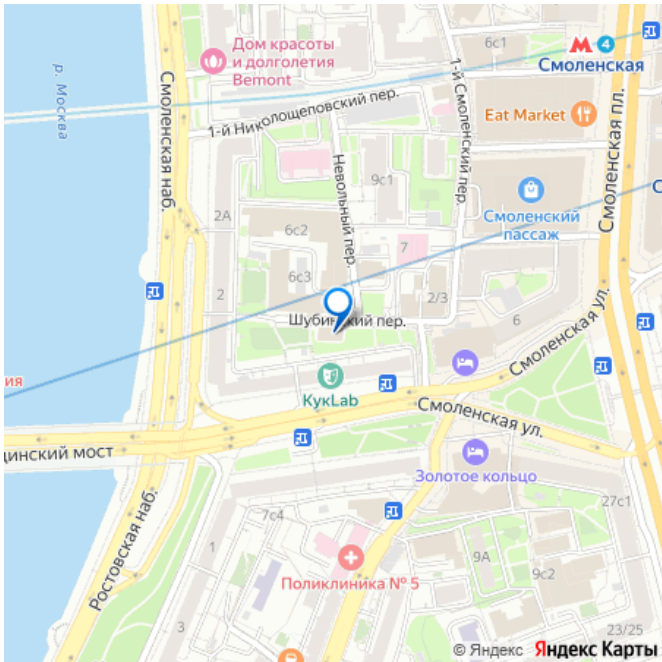 Дом красоты
и долголетия
Bemont
6с1
4
Смоленская
р. Москва
Смоленская наб.
1-й Николощеповский пер.
1-й Смоленский пер.
Eat Market
Смоленская пл.
Невольный пер.
9с1
С
Смоленский
пассаж
2А
6с2
7
6с3
2
2/3
Шубинский пер.
6
Смоленская ул.
ия
КукLab
Смоленская ул.
динский мост
Золотое кольцо
Ростовская наб.
7с4
27с1
1
9А
Поликлиника № 5
9с2
3
23/25
© Яндекс Яндекс Карты